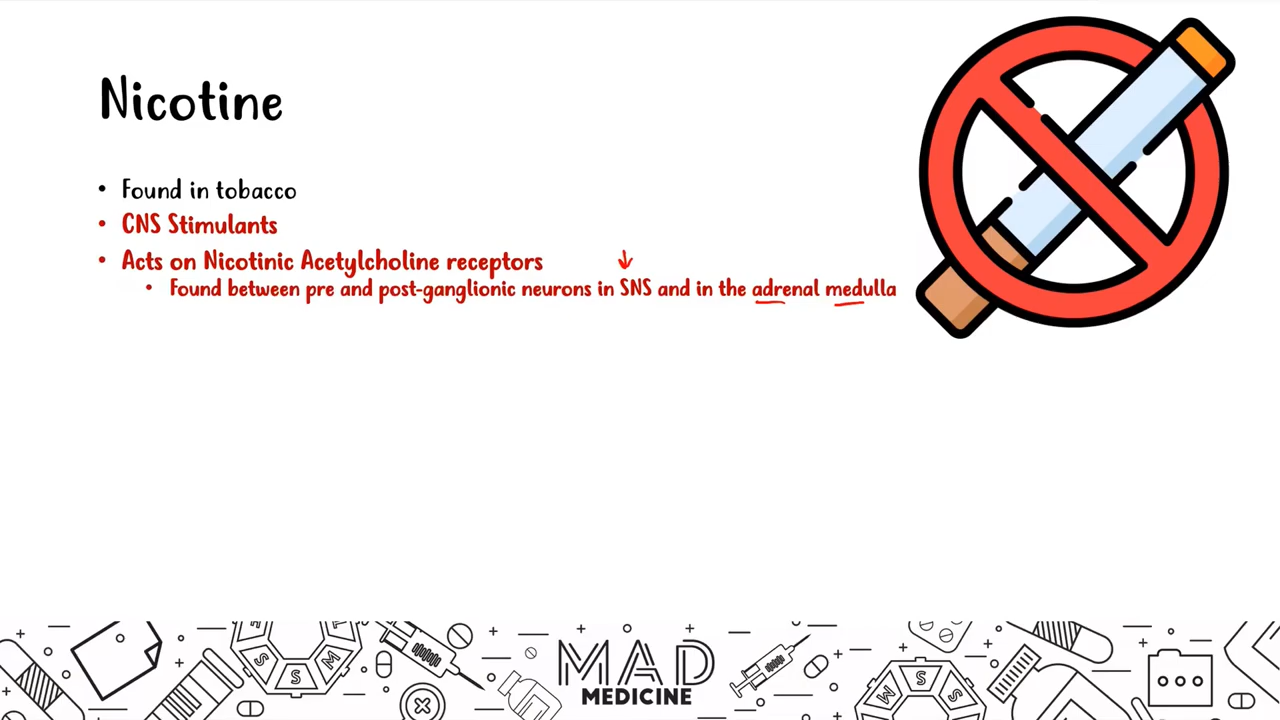 Nicotine
• Found in tobacco
• CNS Stimulants
• Acts on Nicotinic Acetylcholine receptors
• Found between pre and post-ganglionic neurons in SNS and in the adrenal medulla
S S M
MAD
MEDICINE
M S S